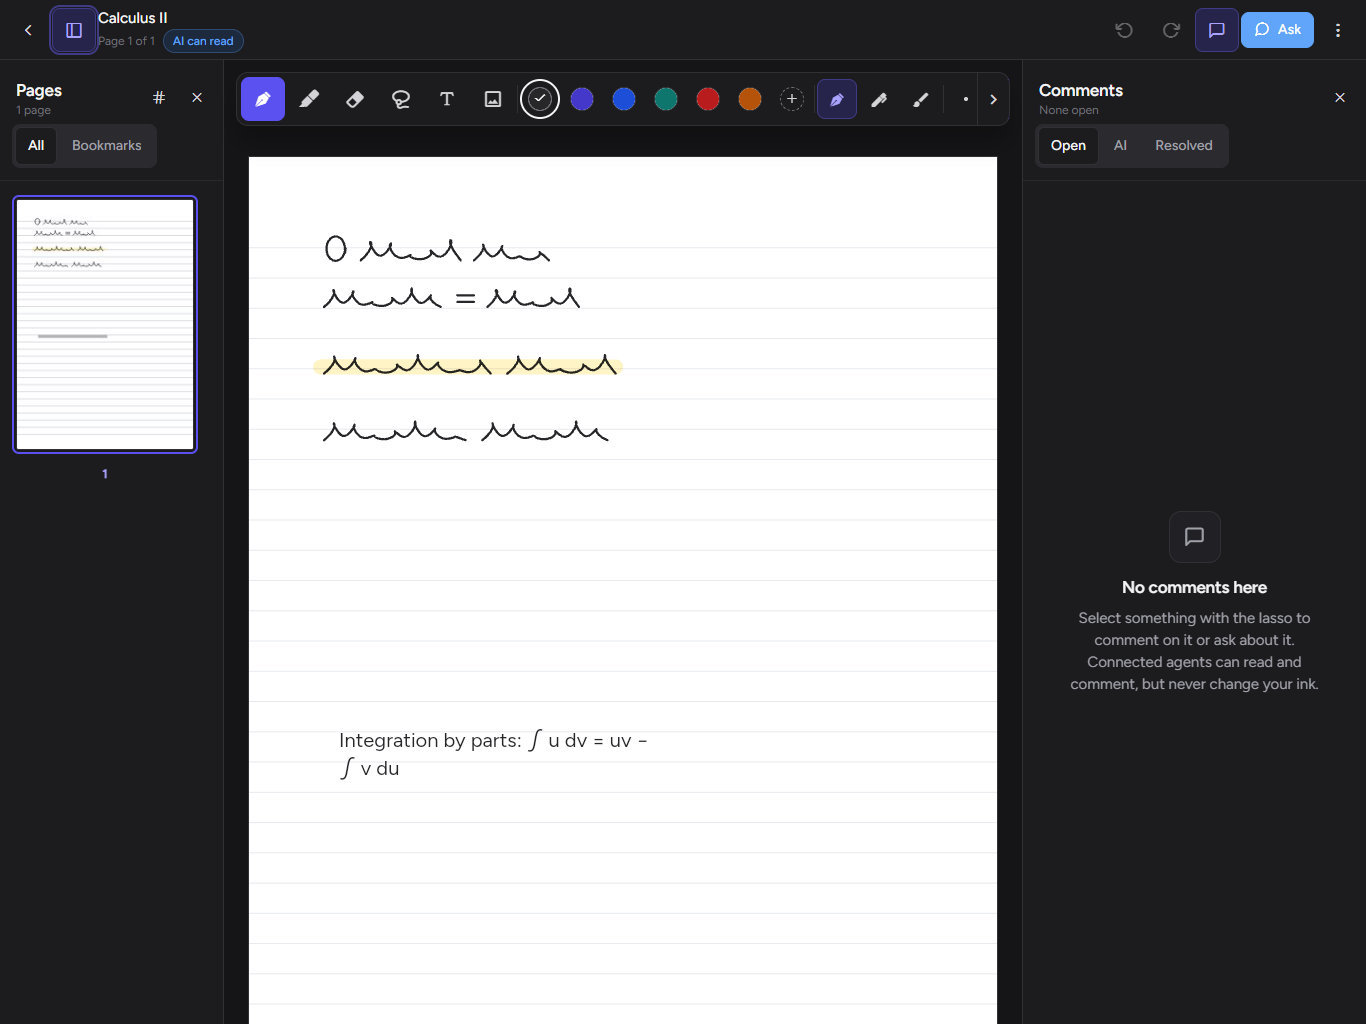 Calculus II
Page 1 of 1 AI can read
Ask
Pages
1 page
All Bookmarks
1
T
Comments
None open
Open AI Resolved
0
=
Integration by parts: ∫ u dv = uv −
∫ v du
No comments here
Select something with the lasso to
comment on it or ask about it.
Connected agents can read and
comment, but never change your ink.